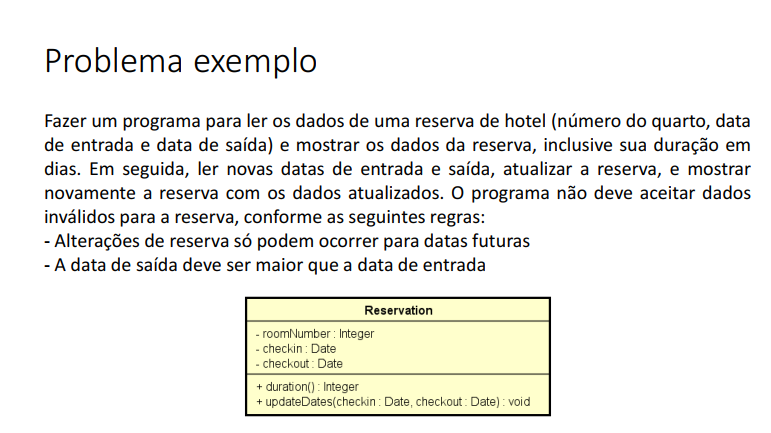 Problema exemplo
Fazer um programa para ler os dados de uma reserva de hotel (número do quarto, data
de entrada e data de saída) e mostrar os dados da reserva, inclusive sua duração em
dias. Em seguida, ler novas datas de entrada e saída, atualizar a reserva, e mostrar
novamente a reserva com os dados atualizados. O programa não deve aceitar dados
inválidos para a reserva, conforme as seguintes regras:
- Alterações de reserva só podem ocorrer para datas futuras
- A data de saída deve ser maior que a data de entrada
Reservation
- roomNumber : Integer
- checkin : Date
- checkout : Date
+ duration() : Integer
+ updateDates(checkin : Date, checkout : Date) : void